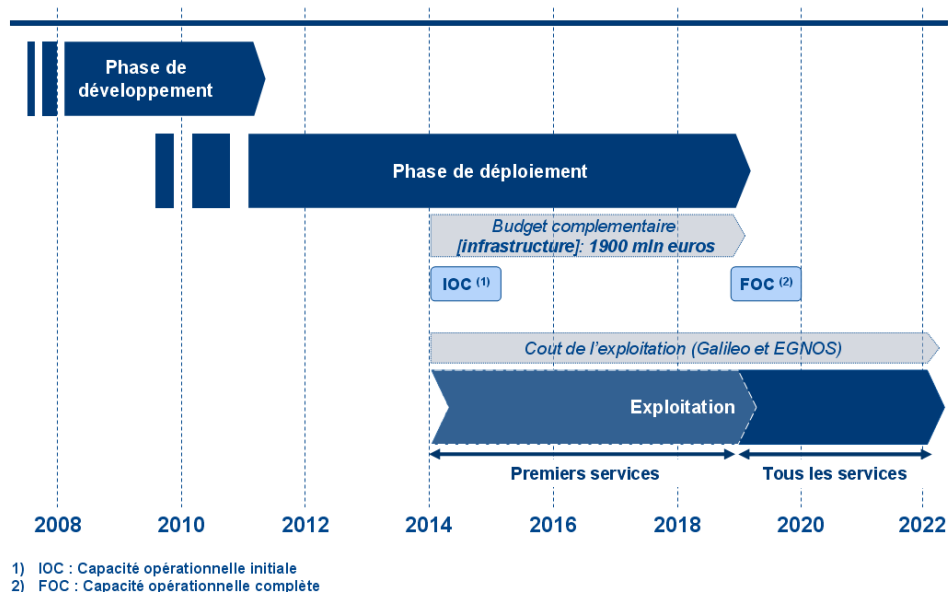 Phase de
développement
Phase de déploiement
Budget complementaire
[infrastructure]: 1900 mln euros
IOC (1)
FOC (2)
Cout de l'exploitation (Galileo et EGNOS)
Exploitation
Premiers services
Tous les services
2008
2010
2012
2014
2016
2018
2020
2022
1) IOC : Capacité opérationnelle initiale
2) FOC : Capacité opérationnelle complète